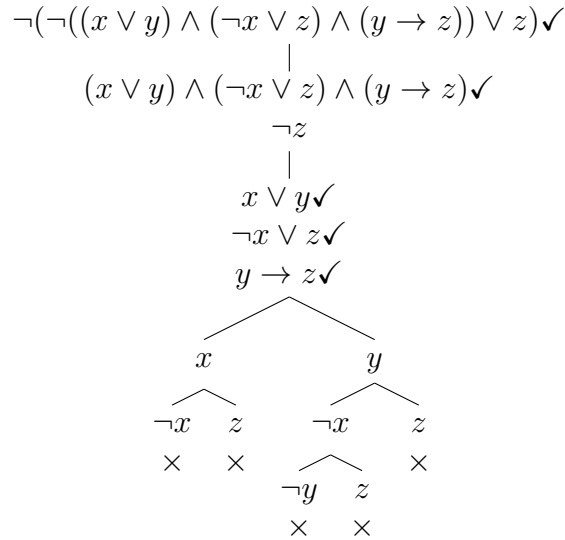 ¬(¬((x ∨ y) ∧ (¬x ∨ z) ∧ (y → z)) ∨ z)✓
(x ∨ y) ∧ (¬x ∨ z) ∧ (y → z)✓
¬z
x ∨ y✓
¬x ∨ z✓
y → z✓
x y
¬x z ¬x z
× × ×
¬y z
× ×